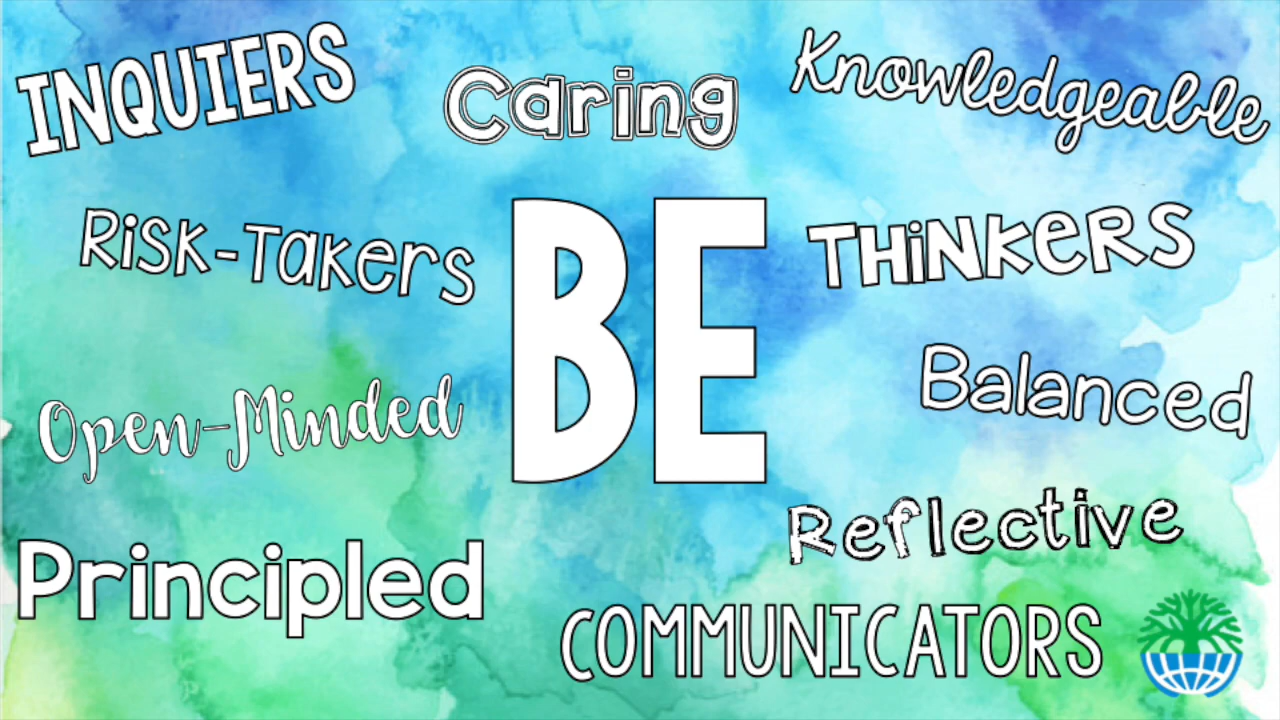 INQUIERS
Caring
Knowledgeable
Risk-Takers
BE
THiNKERS
Open-Minded
Balanced
Principled
Reflective
COMMUNICATORS